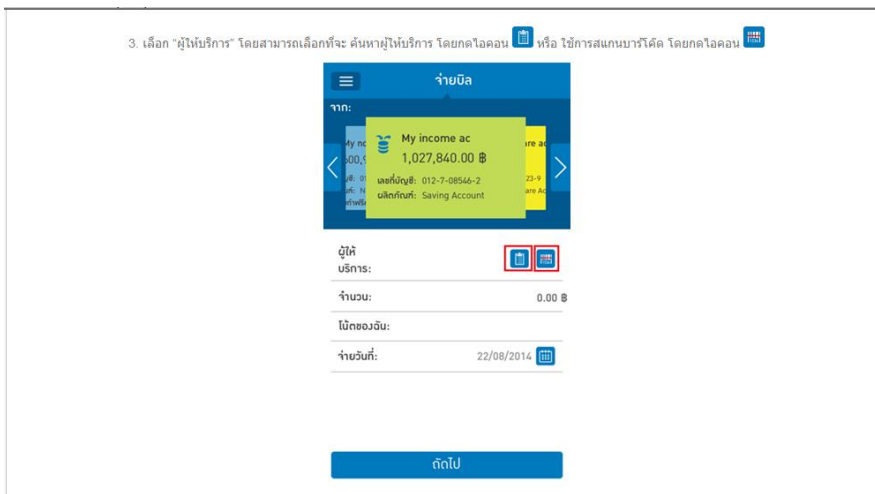 3. เลือก "ผู้ให้บริการ" โดยสามารถเลือกที่จะ ค้นหาผู้ให้บริการ โดยกดไอคอน หรือ ใช้การสแกนบาร์โค้ด โดยกดไอคอน
จ่ายบิล
จาก:
My income ac
1,027,840.00 ฿
เลขที่บัญชี: 012-7-08546-2
ผลิตภัณฑ์: Saving Account
ผู้ให้
บริการ:
จำนวน: 0.00 ฿
โน้ตของฉัน:
จ่ายวันที่: 22/08/2014
ถัดไป